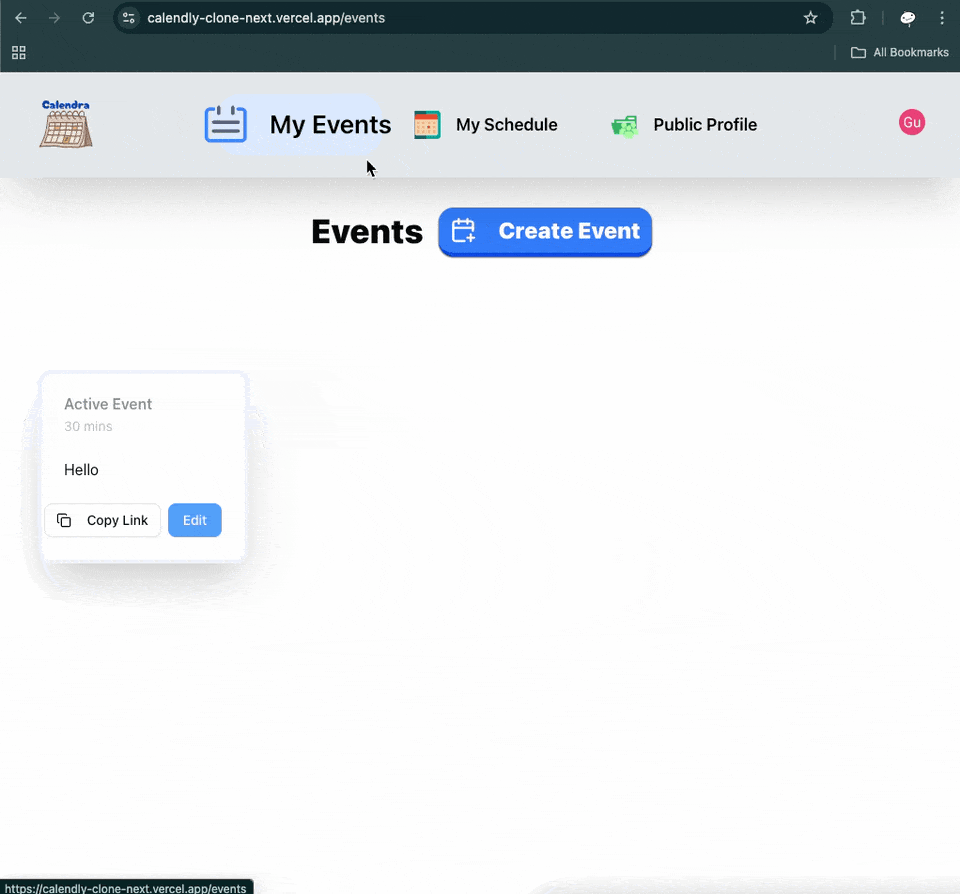 calendly-clone-next.vercel.app/events
All Bookmarks
Calendra
My Events
My Schedule
Public Profile
Gu
Events
Create Event
Active Event
30 mins
Hello
Copy Link
Edit
https://calendly-clone-next.vercel.app/events